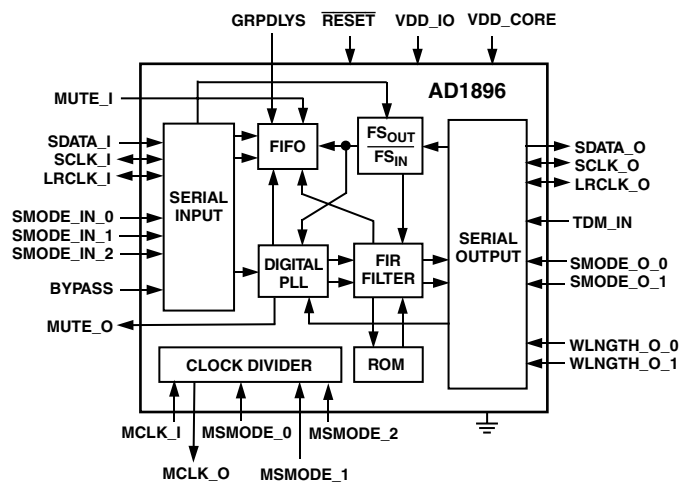 GRPDLYS RESET VDD_IO VDD_CORE
AD1896
MUTE_I
SDATA_I
SCLK_I
LRCLK_I
SMODE_IN_0
SMODE_IN_1
SMODE_IN_2
BYPASS
MUTE_O
SERIAL
INPUT
FIFO
FSOUT
FSIN
DIGITAL
PLL
FIR
FILTER
ROM
CLOCK DIVIDER
SERIAL
OUTPUT
SDATA_O
SCLK_O
LRCLK_O
TDM_IN
SMODE_O_0
SMODE_O_1
WLNGTH_O_0
WLNGTH_O_1
MCLK_I MSMODE_0 MSMODE_2
MCLK_O MSMODE_1